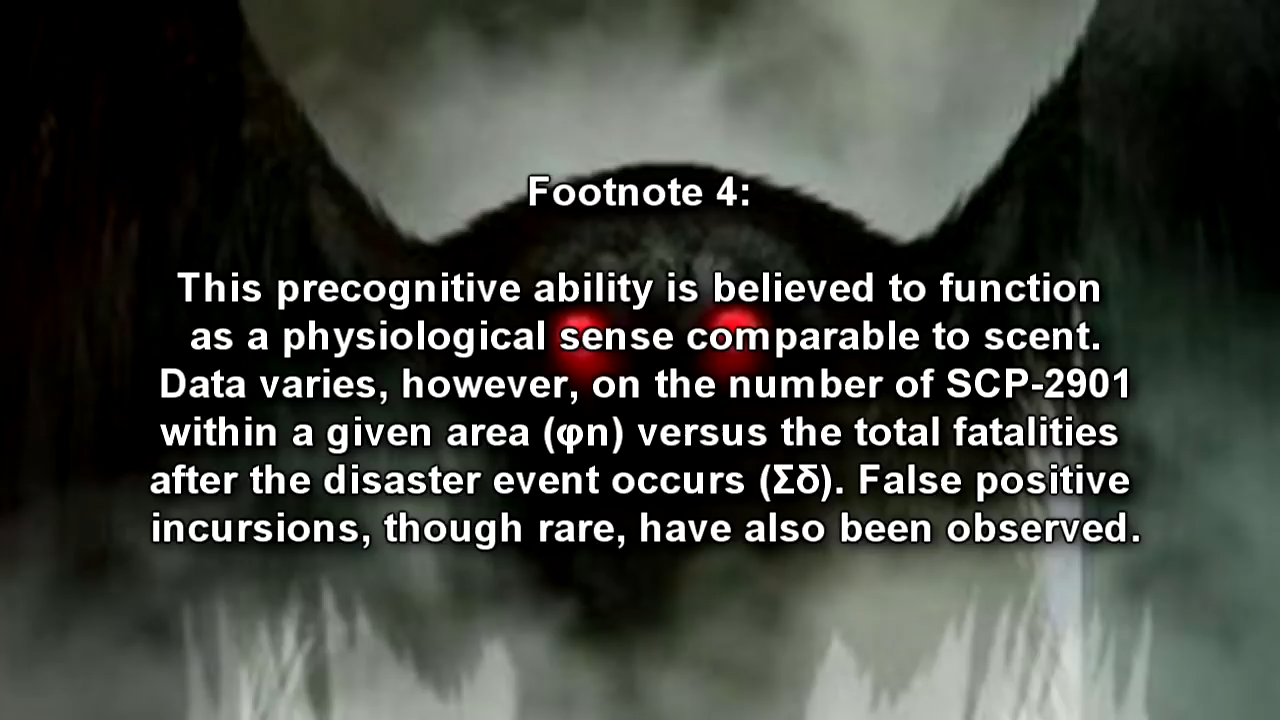 Footnote 4:
This precognitive ability is believed to function
as a physiological sense comparable to scent.
Data varies, however, on the number of SCP-2901
within a given area (φn) versus the total fatalities
after the disaster event occurs (Σδ). False positive
incursions, though rare, have also been observed.